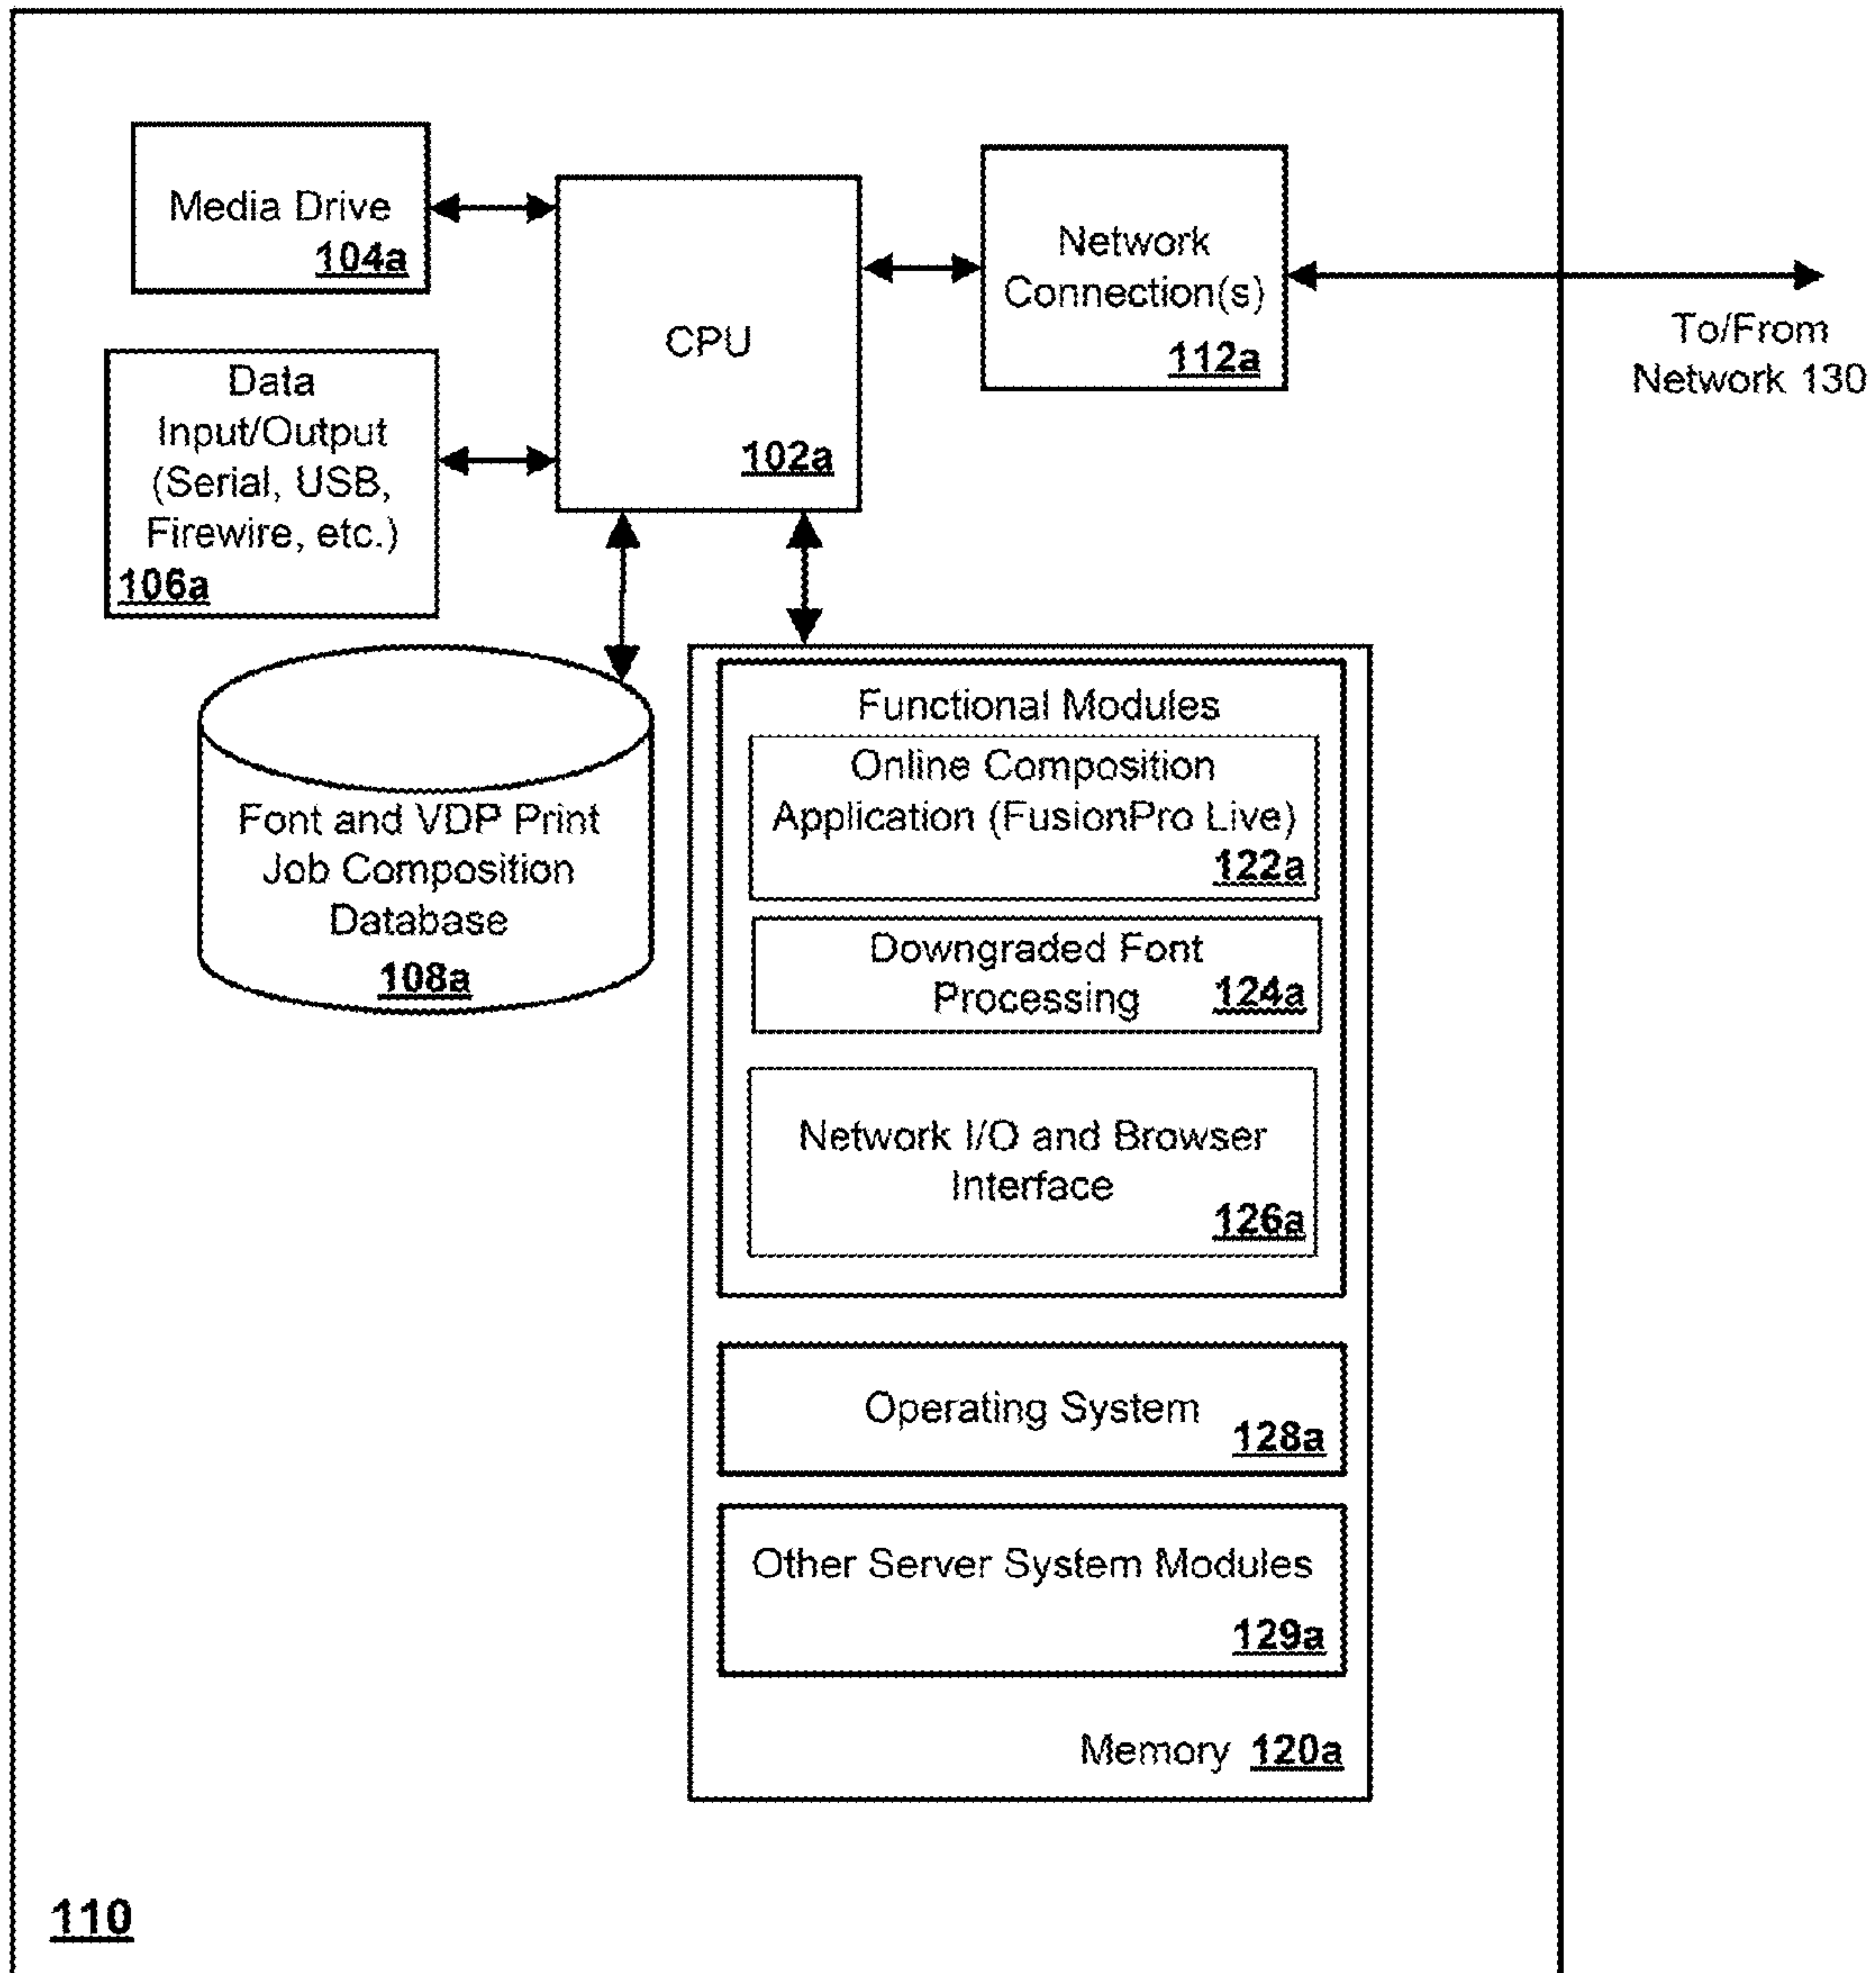 Media Drive
104a
CPU
102a
Network
Connection(s)
112a
To/From
Network 130
Data
Input/Output
(Serial, USB,
Firewire, etc.)
106a
Font and VDP Print
Job Composition
Database
108a
Functional Modules
Online Composition
Application (FusionPro Live)
122a
Downgraded Font
Processing 124a
Network I/O and Browser
Interface
126a
Operating System
128a
Other Server System Modules
129a
Memory 120a
110